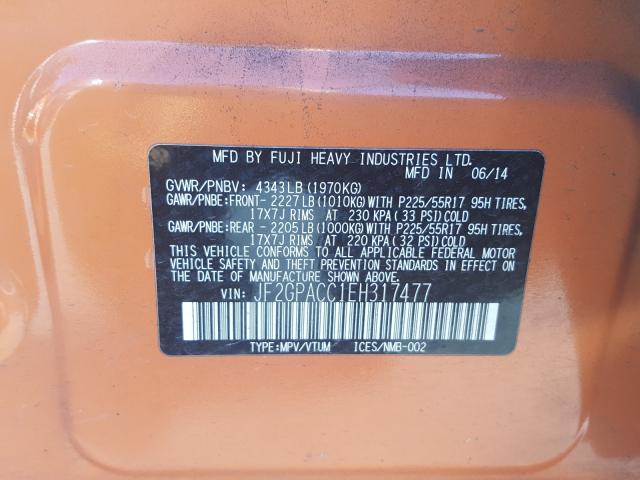 MFD BY FUJI HEAVY INDUSTRIES LTD.
MFD IN 06/14
GVWR/PNBV: 4343LB(1970KG)
GAWR/PNBE:FRONT-2227LB(1010KG)WITH P225/55R17 95H TIRES,
17X7J RIMS AT 230 KPA(33 PSI)COLD
GAWR/PNBE:REAR -2205LB(1000KG)WITH P225/55R17 95H TIRES,
17X7J RIMS AT 220 KPA(32 PSI)COLD
THIS VEHICLE CONFORMS TO ALL APPLICABLE FEDERAL MOTOR
VEHICLE SAFETY AND THEFT PREVENTION STANDARDS IN EFFECT
ON THE DATE OF MANUFACTURE SHOWN ABOVE.
VIN: JF2GPACC1EH317477
TYPE:MPV/VTUM ICES/NMB-002